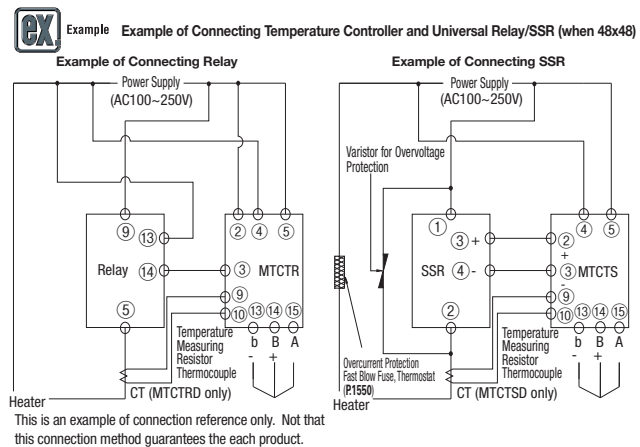 ex. Example Example of Connecting Temperature Controller and Universal Relay/SSR (when 48x48)
Example of Connecting Relay
Power Supply
(AC100~250V)
⑨ ⑬ ② ④ ⑤
Relay ⑭ ③ MTCTR
⑤ ⑨
⑩ ⑬ ⑭ ⑮
b B A
- +
Temperature
Measuring
Resistor
Thermocouple
CT (MTCTRD only)
Heater
Example of Connecting SSR
Power Supply
(AC100~250V)
Varistor for Overvoltage
Protection
① ④ ⑤
③ + ②
+
SSR ④ - ③ MTCTS
-
② ⑨
⑩ ⑬ ⑭ ⑮
b B A
- +
Temperature
Measuring
Resistor
Thermocouple
Overcurrent Protection
Fast Blow Fuse, Thermostat
(P.1550)
CT (MTCTSD only)
Heater
This is an example of connection reference only. Not that
this connection method guarantees the each product.